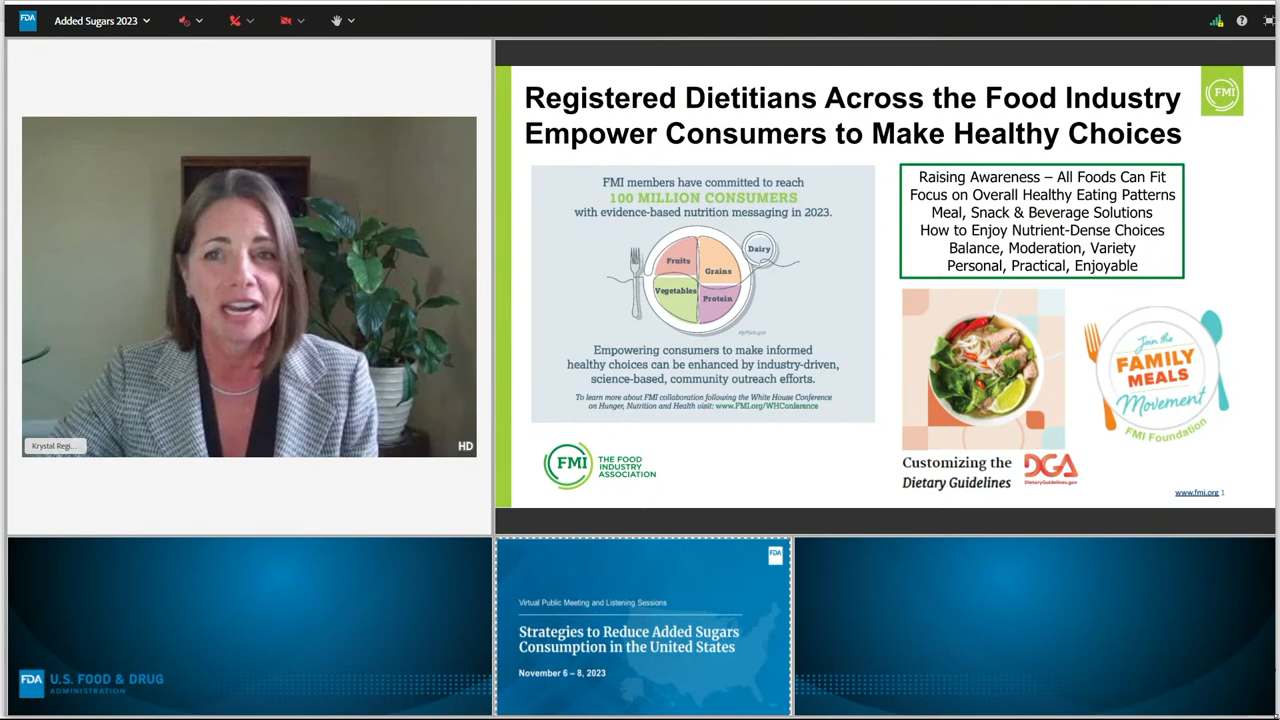 FDA
Added Sugars 2023
Krystal Regi...
HD
Registered Dietitians Across the Food Industry
Empower Consumers to Make Healthy Choices
FMI
FMI members have committed to reach
100 MILLION CONSUMERS
with evidence-based nutrition messaging in 2023.
Fruits
Grains
Dairy
Vegetables
Protein
MyPlate.gov
Empowering consumers to make informed
healthy choices can be enhanced by industry-driven,
science-based, community outreach efforts.
To learn more about FMI collaboration following the White House Conference
on Hunger, Nutrition and Health visit: www.FMI.org/WHConference
Raising Awareness – All Foods Can Fit
Focus on Overall Healthy Eating Patterns
Meal, Snack & Beverage Solutions
How to Enjoy Nutrient-Dense Choices
Balance, Moderation, Variety
Personal, Practical, Enjoyable
Join the
FAMILY
MEALS
Movement
FMI Foundation
FMI
THE FOOD
INDUSTRY
ASSOCIATION
Customizing the
Dietary Guidelines
DGA
DietaryGuidelines.gov
www.fmi.org 1
FDA
U.S. FOOD & DRUG
ADMINISTRATION
FDA
Virtual Public Meeting and Listening Sessions
Strategies to Reduce Added Sugars
Consumption in the United States
November 6 – 8, 2023